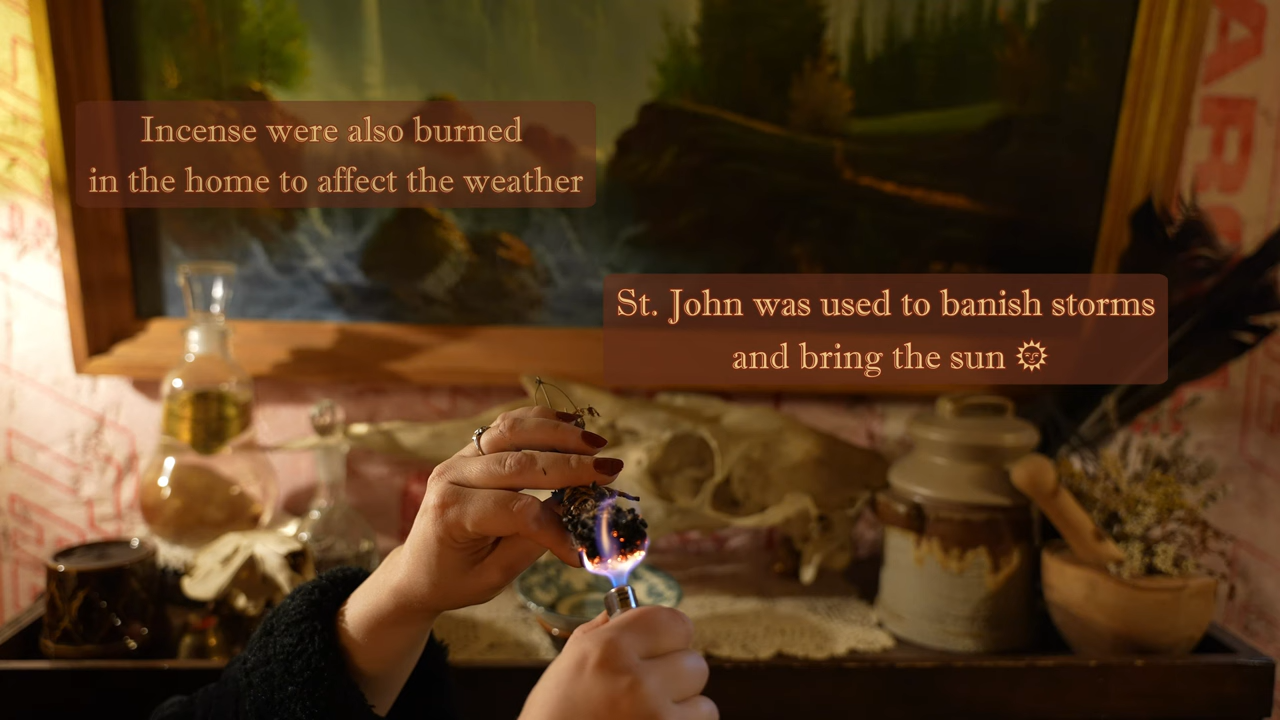 Incense were also burned
in the home to affect the weather
St. John was used to banish storms
and bring the sun 🌞